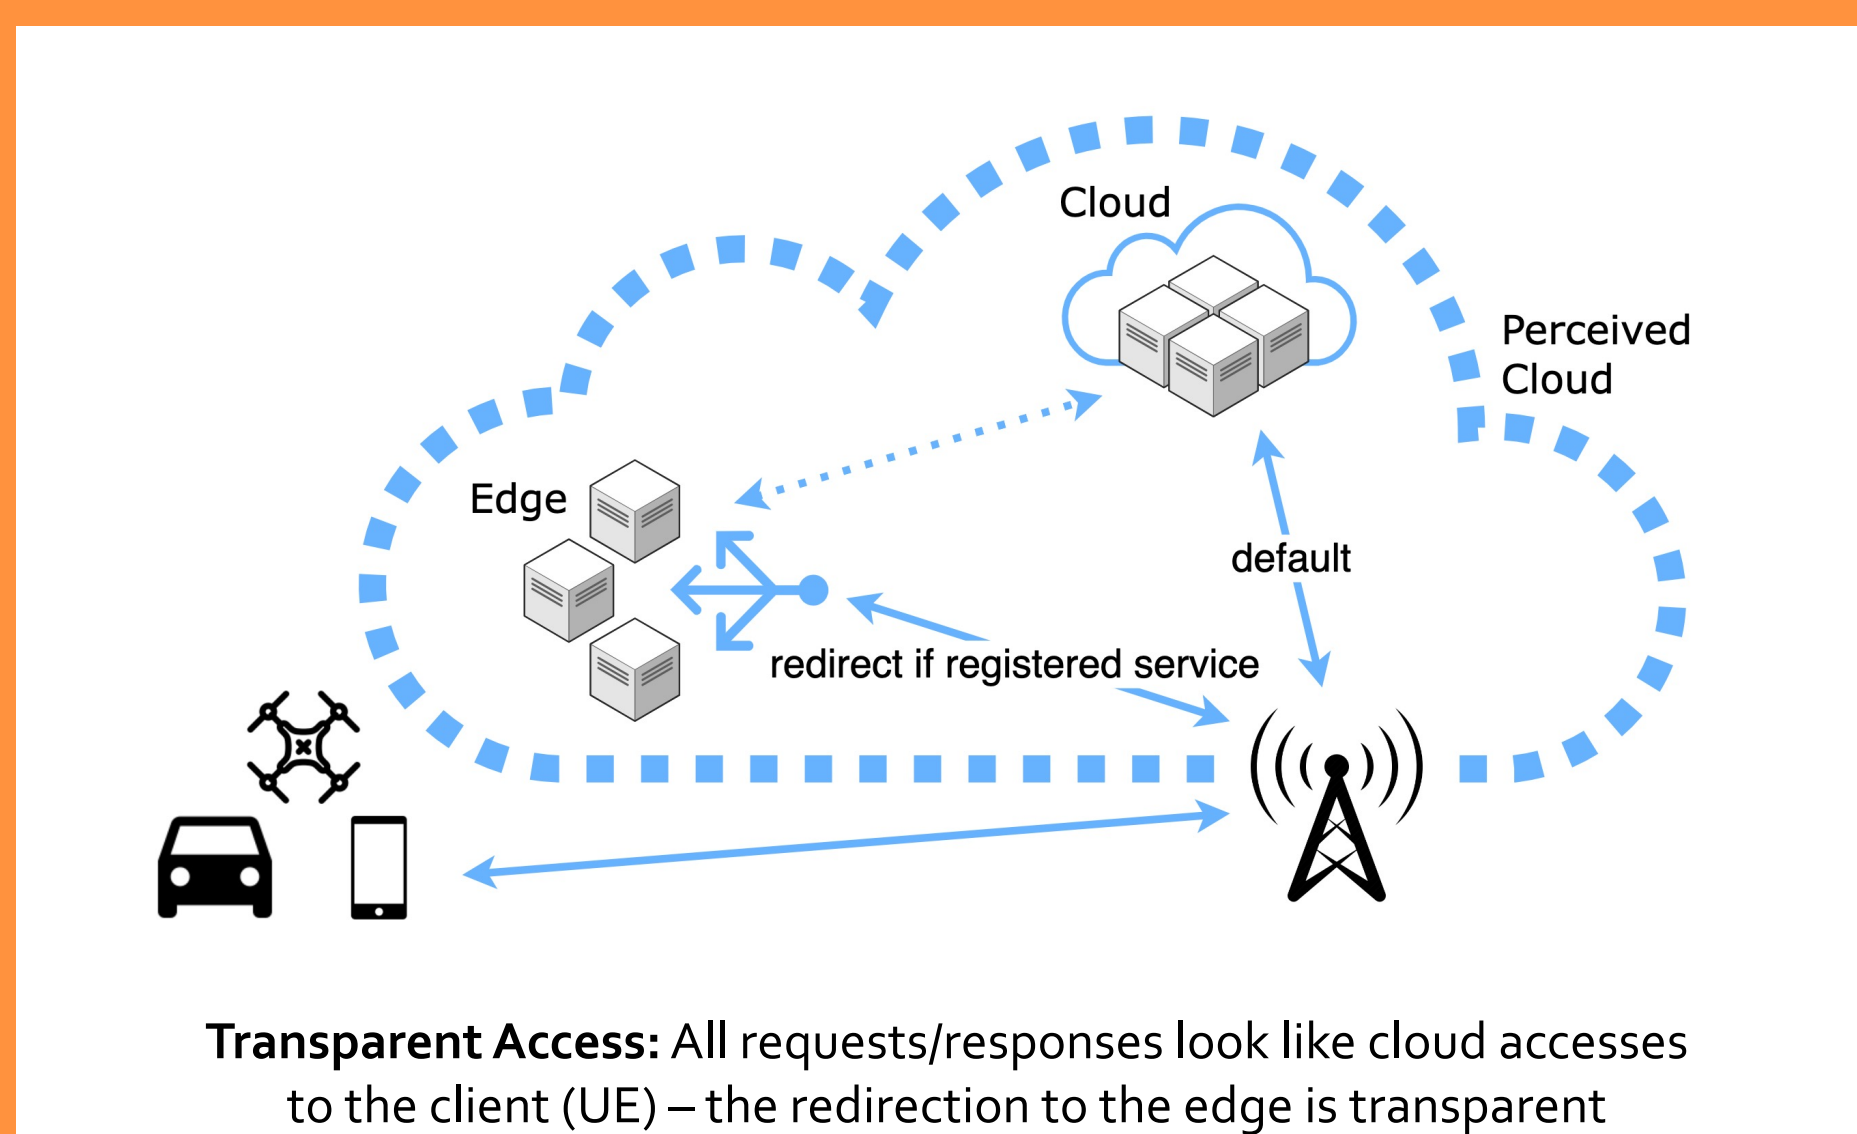 Cloud
Perceived
Cloud
Edge
default
redirect if registered service
Transparent Access: All requests/responses look like cloud accesses
to the client (UE) – the redirection to the edge is transparent